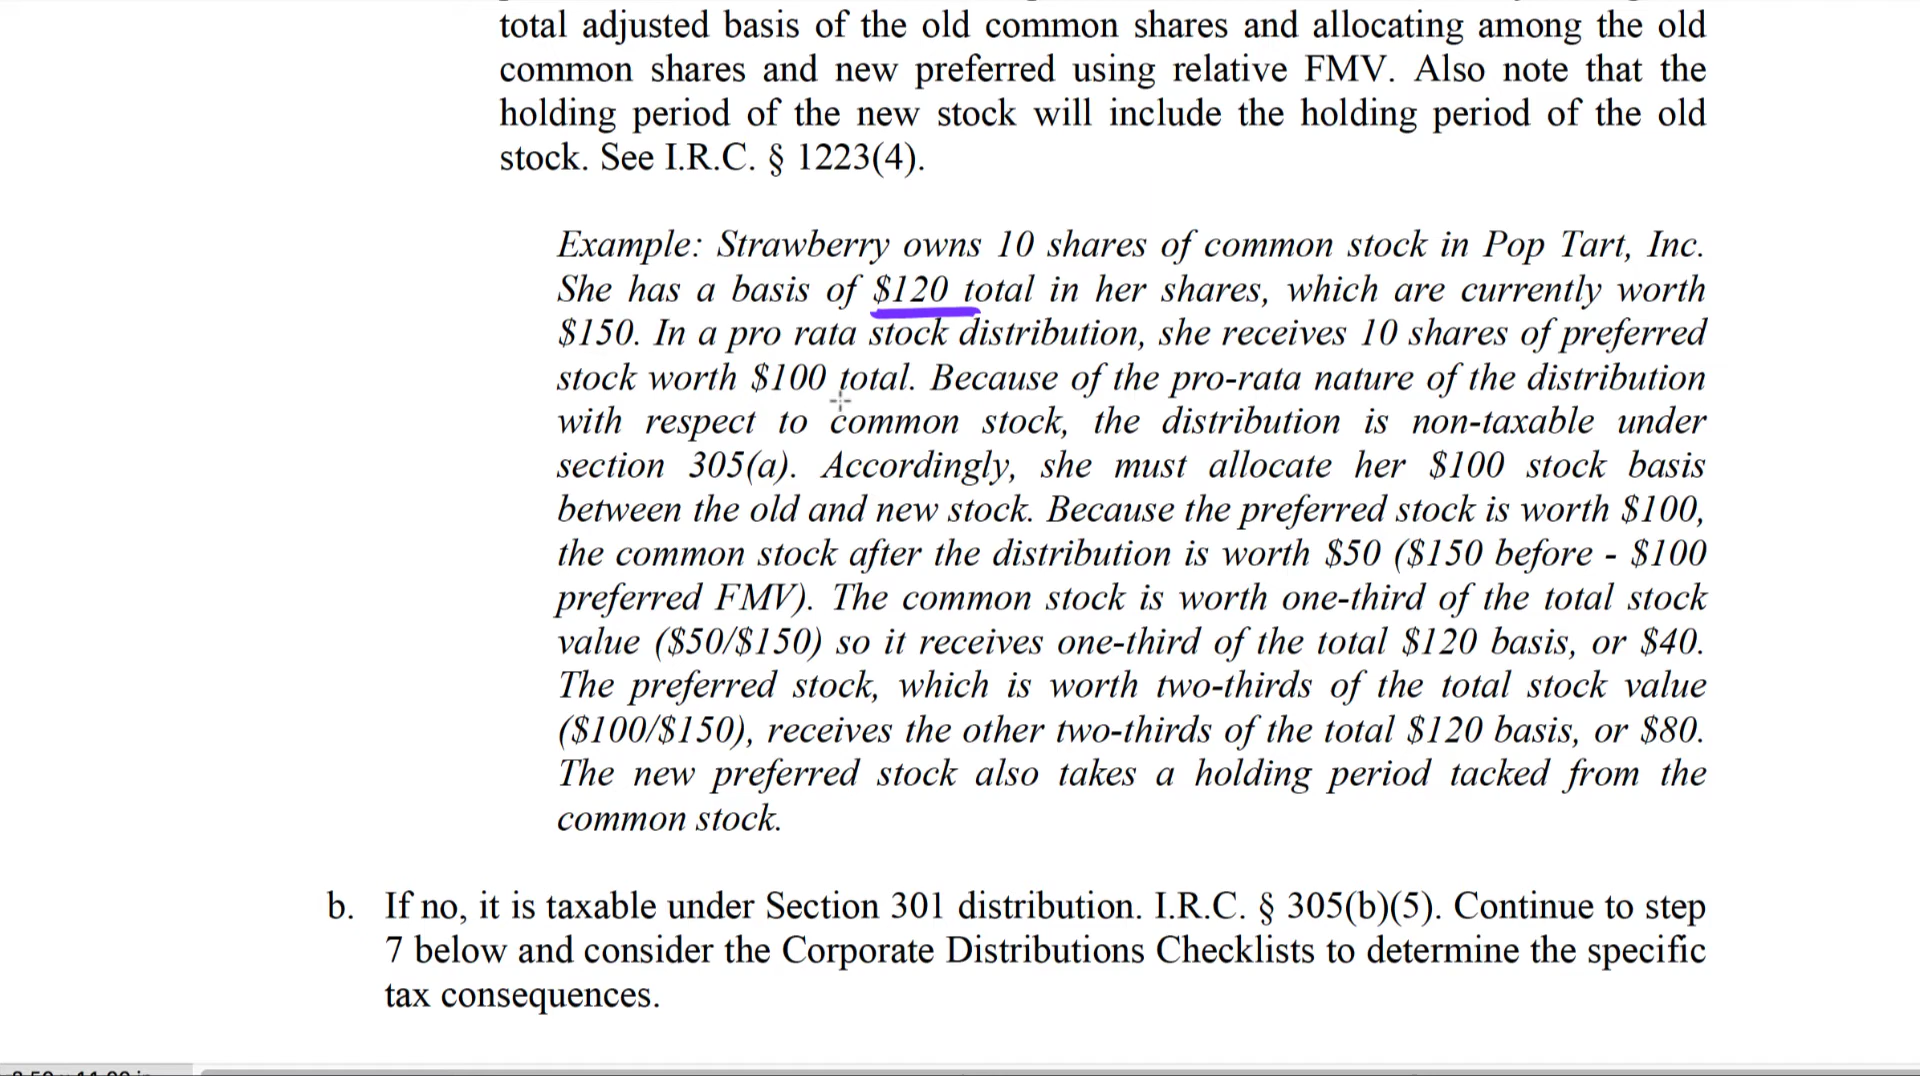 total adjusted basis of the old common shares and allocating among the old
common shares and new preferred using relative FMV. Also note that the
holding period of the new stock will include the holding period of the old
stock. See I.R.C. § 1223(4).
Example: Strawberry owns 10 shares of common stock in Pop Tart, Inc.
She has a basis of $120 total in her shares, which are currently worth
$150. In a pro rata stock distribution, she receives 10 shares of preferred
stock worth $100 total. Because of the pro-rata nature of the distribution
with respect to common stock, the distribution is non-taxable under
section 305(a). Accordingly, she must allocate her $100 stock basis
between the old and new stock. Because the preferred stock is worth $100,
the common stock after the distribution is worth $50 ($150 before - $100
preferred FMV). The common stock is worth one-third of the total stock
value ($50/$150) so it receives one-third of the total $120 basis, or $40.
The preferred stock, which is worth two-thirds of the total stock value
($100/$150), receives the other two-thirds of the total $120 basis, or $80.
The new preferred stock also takes a holding period tacked from the
common stock.
b. If no, it is taxable under Section 301 distribution. I.R.C. § 305(b)(5). Continue to step
7 below and consider the Corporate Distributions Checklists to determine the specific
tax consequences.